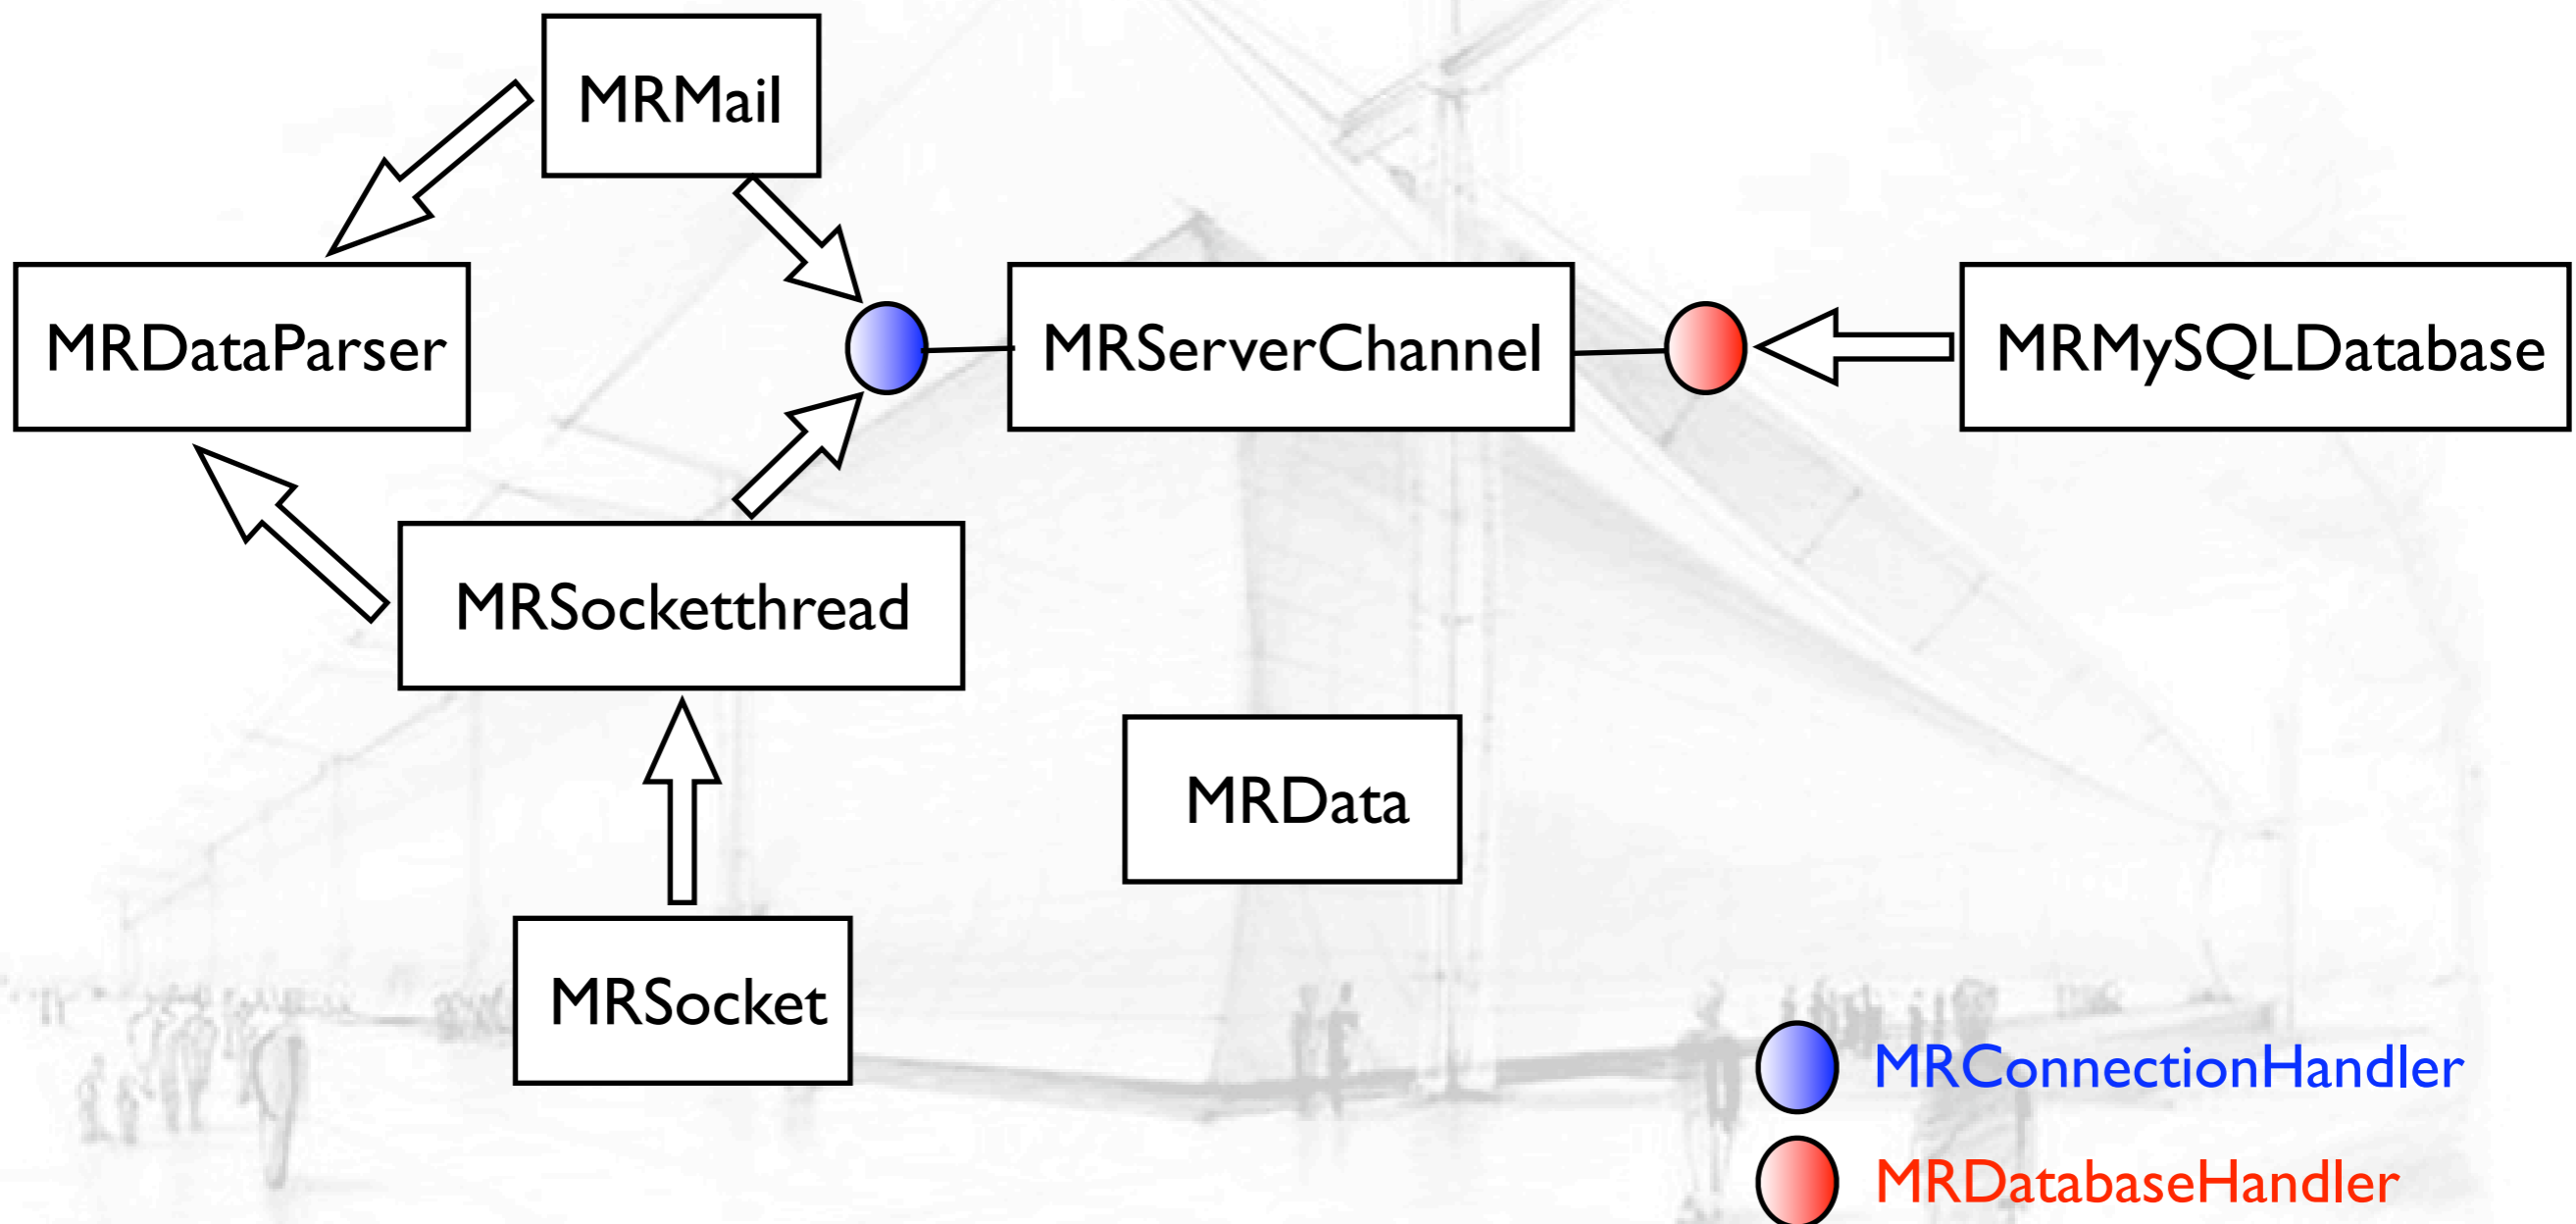 MRMail
MRDataParser
MRServerChannel
MRMySQLDatabase
MRSocketthread
MRData
MRSocket
MRConnectionHandler
MRDatabaseHandler